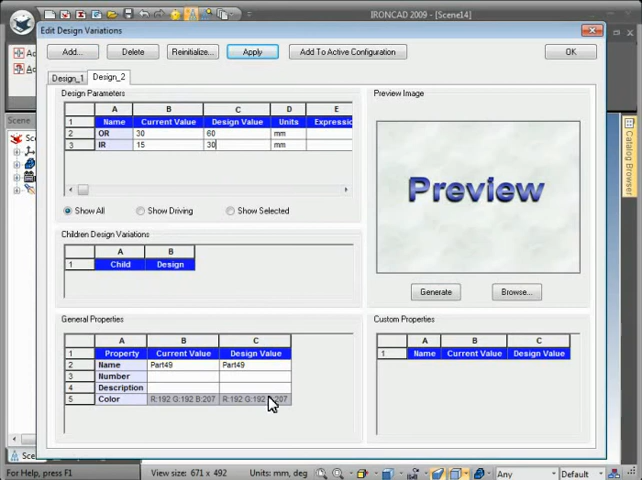 IRONCAD 2009 - [Scene14]
Edit Design Variations
Add... Delete Reinitialize... Apply Add To Active Configuration OK
Design_1 Design_2
Design Parameters Preview Image
A B C D E
1 Name Current Value Design Value Units Expressio
2 OR 30 60 mm
3 IR 15 30 mm
Preview
Show All Show Driving Show Selected
Children Design Variations
A B
1 Child Design
Generate Browse...
General Properties Custom Properties
A B C A B C
1 Property Current Value Design Value 1 Name Current Value Design Value
2 Name Part49 Part49
3 Number
4 Description
5 Color R:192 G:192 B:207 R:192 G:192 207
Scene
Catalog Browser
For Help, press F1 View size: 671 x 492 Units: mm, deg Any Default